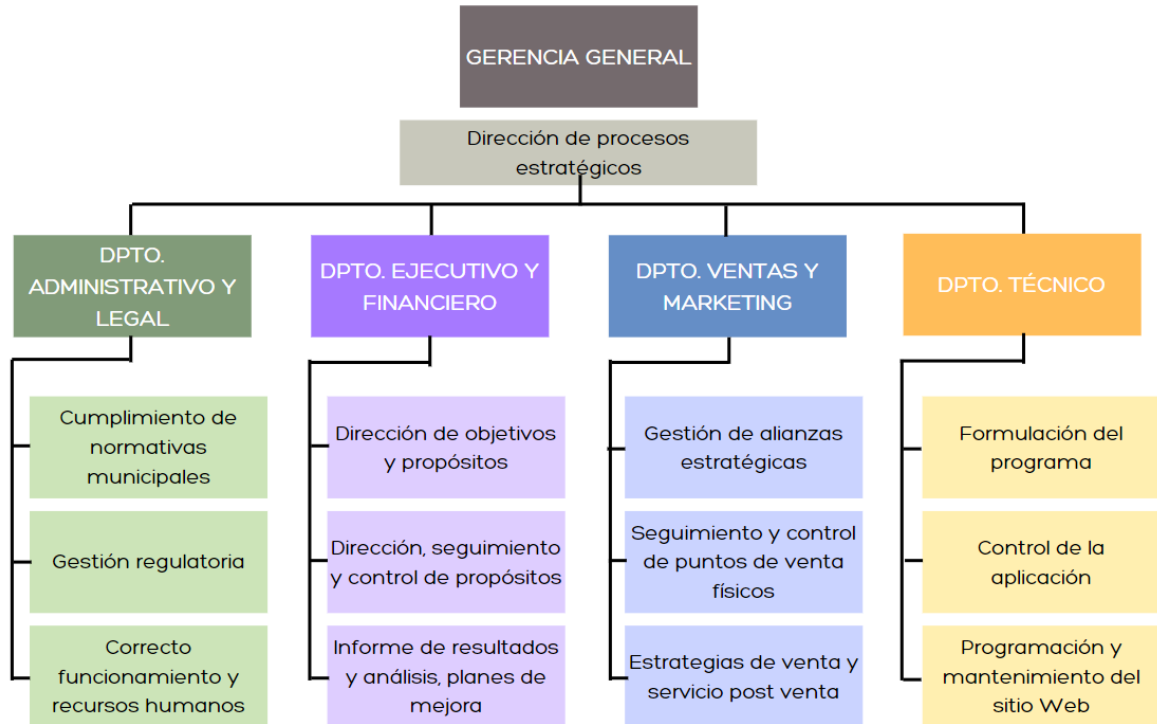 GERENCIA GENERAL
Dirección de procesos
estratégicos
DPTO.
ADMINISTRATIVO Y
LEGAL
Cumplimiento de
normativas
municipales
Gestión regulatoria
Correcto
funcionamiento y
recursos humanos
DPTO. EJECUTIVO Y
FINANCIERO
Dirección de objetivos
y propósitos
Dirección, seguimiento
y control de propósitos
Informe de resultados
y análisis, planes de
mejora
DPTO. VENTAS Y
MARKETING
Gestión de alianzas
estratégicas
Seguimiento y control
de puntos de venta
físicos
Estrategias de venta y
servicio post venta
DPTO. TÉCNICO
Formulación del
programa
Control de la
aplicación
Programación y
mantenimiento del
sitio Web